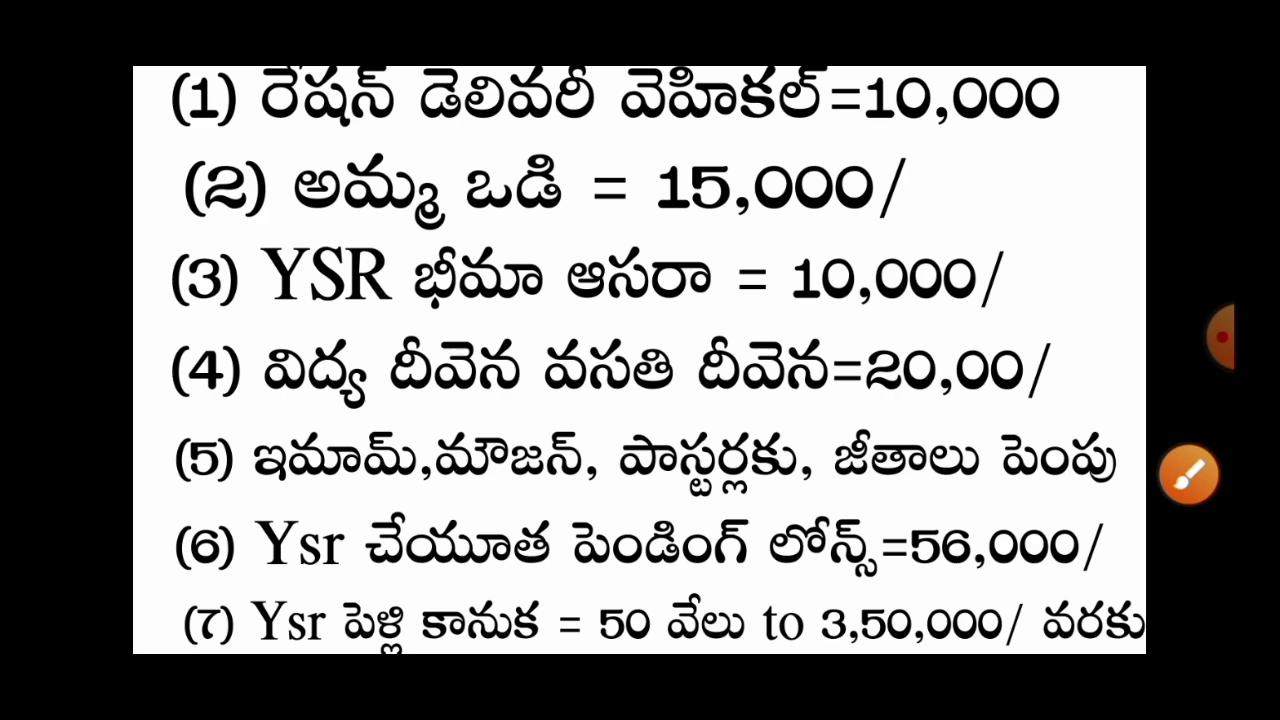 (1) రేషన్ డెలివరీ వెహికల్=10,000
(2) అమ్మ ఒడి = 15,000/
(3) YSR భీమా ఆసరా = 10,000/
(4) విద్య దీవెన వసతి దీవెన=20,00/
(5) ఇమామ్,మౌజన్, పాస్టర్లకు, జీతాలు పెంపు
(6) Ysr చేయూత పెండింగ్ లోన్స్=56,000/
(7) Ysr పెళ్లి కానుక = 50 వేలు to 3,50,000/ వరకు